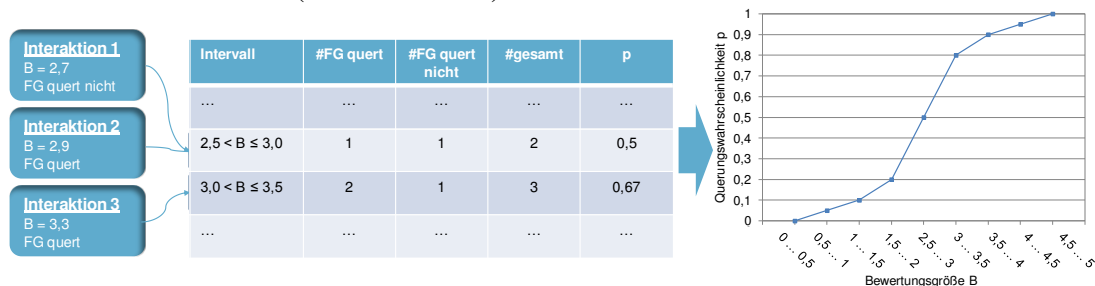 Interaktion 1
B = 2,7
FG quert nicht
Interaktion 2
B = 2,9
FG quert
Interaktion 3
B = 3,3
FG quert
Intervall #FG quert #FG quert nicht #gesamt p
... ... ... ... ...
2,5 < B ≤ 3,0 1 1 2 0,5
3,0 < B ≤ 3,5 2 1 3 0,67
... ... ... ... ...
Querungswahrscheinlichkeit p
1
0,9
0,8
0,7
0,6
0,5
0,4
0,3
0,2
0,1
0
0 ... 0,5
0,5 ... 1
1 ... 1,5
1,5 ... 2
2,5 ... 3
3 ... 3,5
3,5 ... 4
4 ... 4,5
4,5 ... 5
Bewertungsgröße B